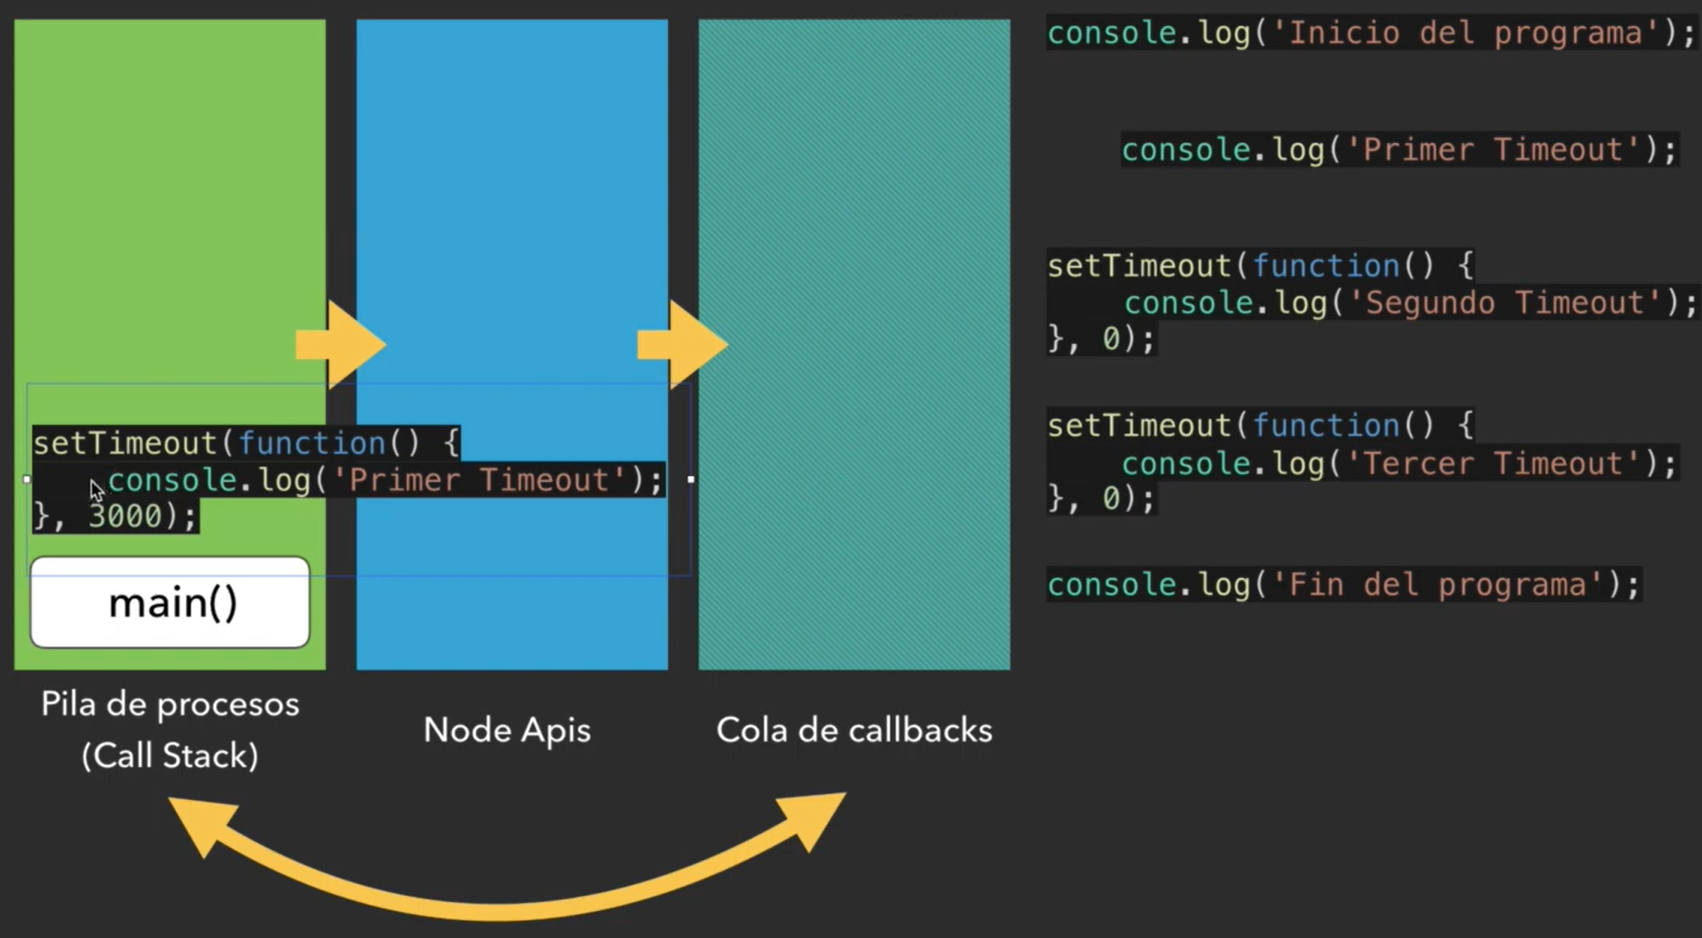 console.log('Inicio del programa');
console.log('Primer Timeout');
setTimeout(function() {
console.log('Segundo Timeout');
}, 0);
setTimeout(function() {
console.log('Tercer Timeout');
}, 0);
console.log('Fin del programa');
setTimeout(function() {
console.log('Primer Timeout');
}, 3000);
main()
Pila de procesos
(Call Stack)
Node Apis
Cola de callbacks